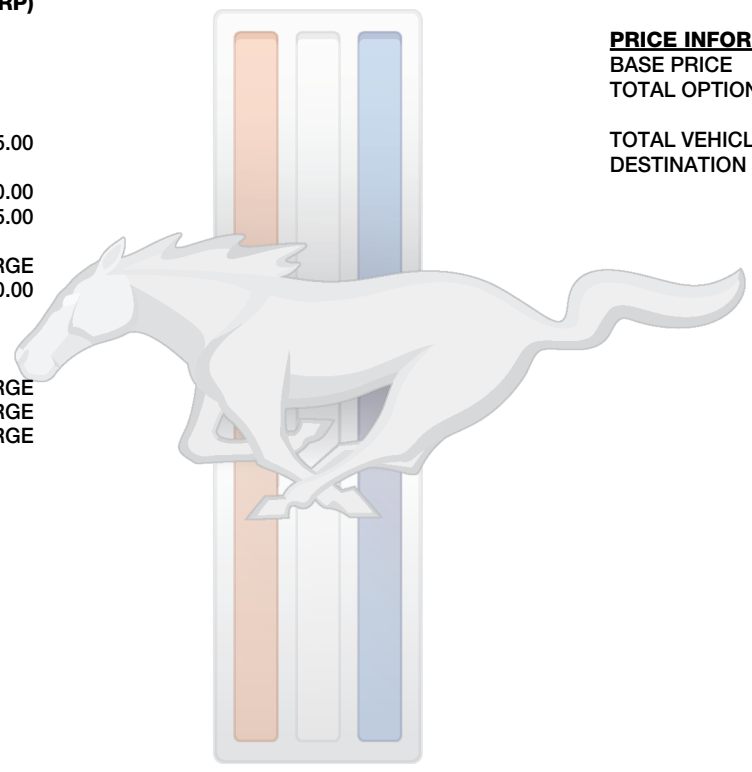 RP)
5.00
0.00
5.00
RGE
0.00
RGE
RGE
RGE
PRICE INFOR
BASE PRICE
TOTAL OPTION
TOTAL VEHICL
DESTINATION